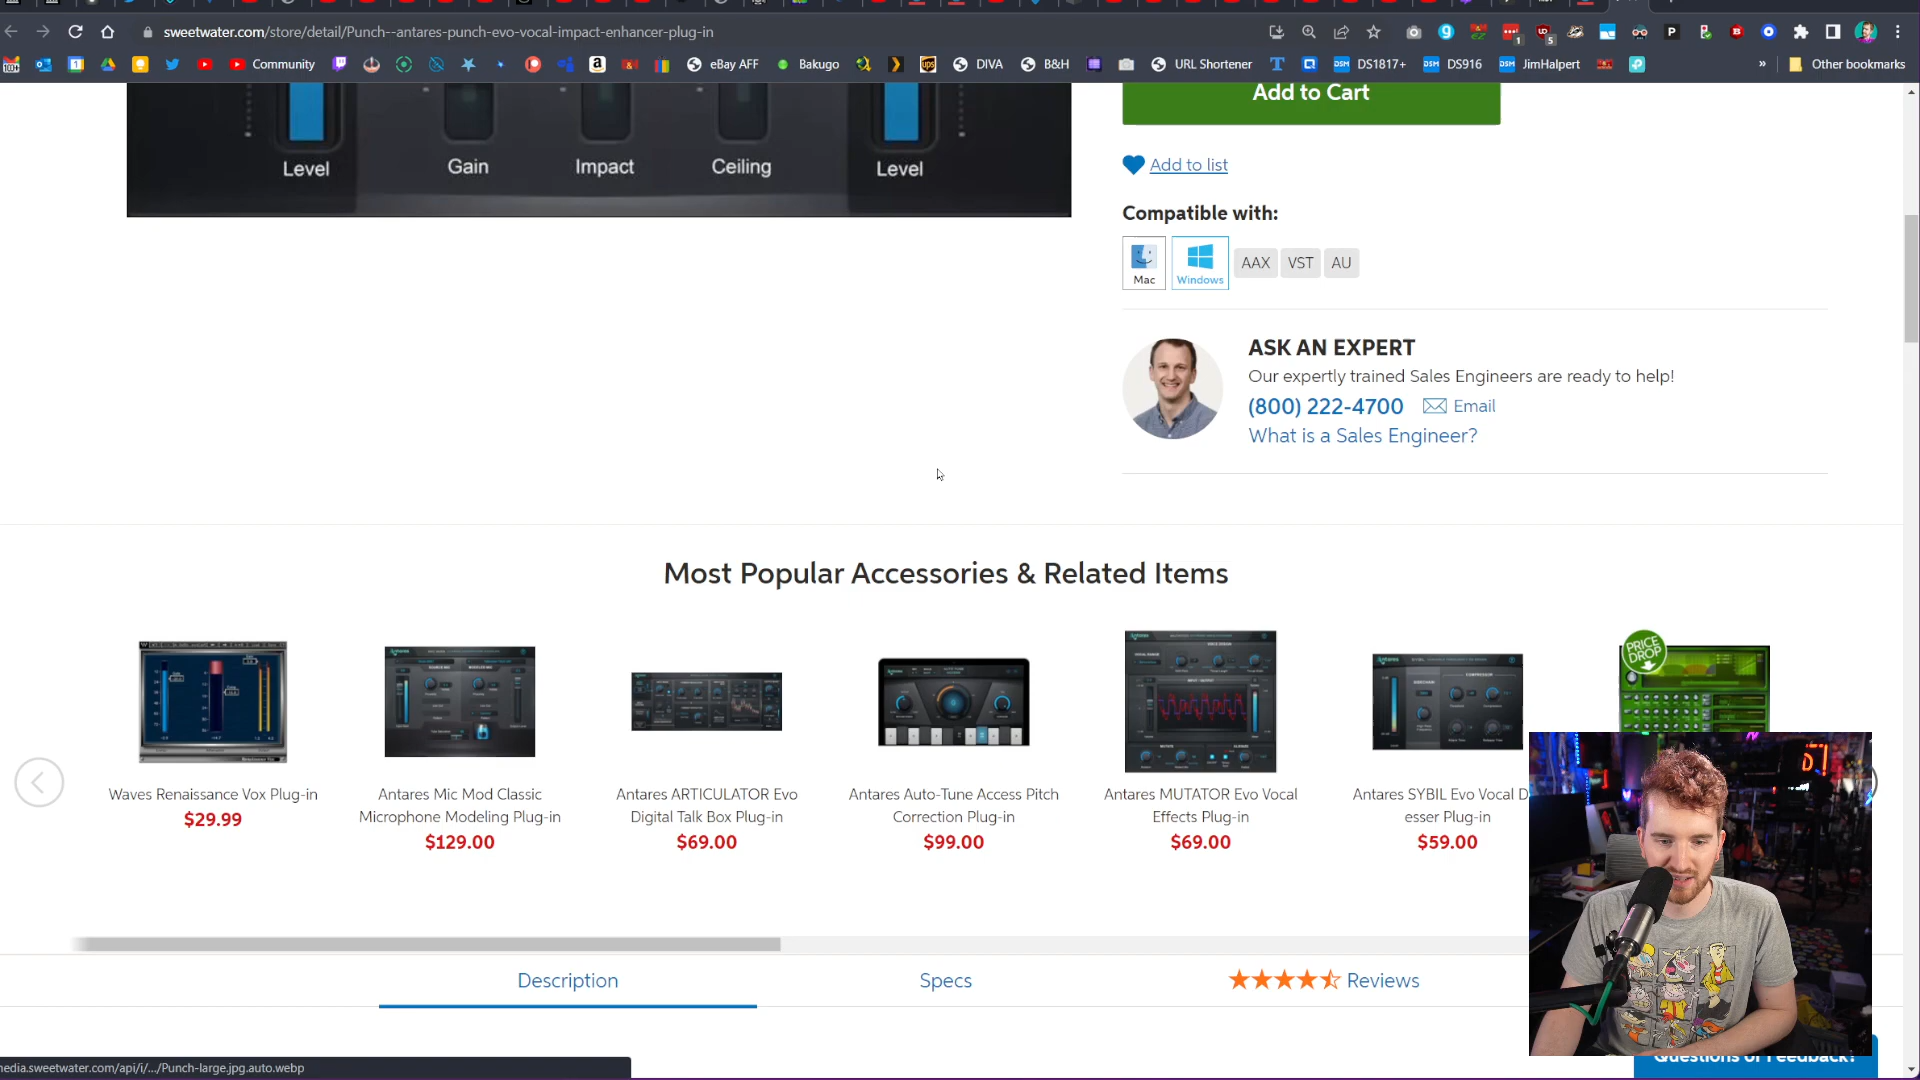 sweetwater.com/store/detail/Punch--antares-punch-evo-vocal-impact-enhancer-plug-in
Community
eBay AFF
Bakugo
DIVA
B&H
URL Shortener
DS1817+
DS916
JimHalpert
»
Other bookmarks
Level
Gain
Impact
Ceiling
Level
Add to Cart
Add to list
Compatible with:
Mac
Windows
AAX
VST
AU
ASK AN EXPERT
Our expertly trained Sales Engineers are ready to help!
(800) 222-4700
Email
What is a Sales Engineer?
Most Popular Accessories & Related Items
PRICE
DROP
Waves Renaissance Vox Plug-in
$29.99
Antares Mic Mod Classic
Microphone Modeling Plug-in
$129.00
Antares ARTICULATOR Evo
Digital Talk Box Plug-in
$69.00
Antares Auto-Tune Access Pitch
Correction Plug-in
$99.00
Antares MUTATOR Evo Vocal
Effects Plug-in
$69.00
Antares SYBIL Evo Vocal D
esser Plug-in
$59.00
Description
Specs
Reviews
Questions or Feedback?
media.sweetwater.com/api/i/.../Punch-large.jpg.auto.webp